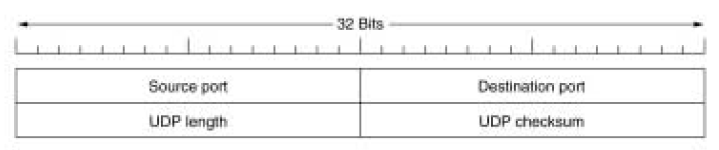 32 Bits
Source port Destination port
UDP length UDP checksum